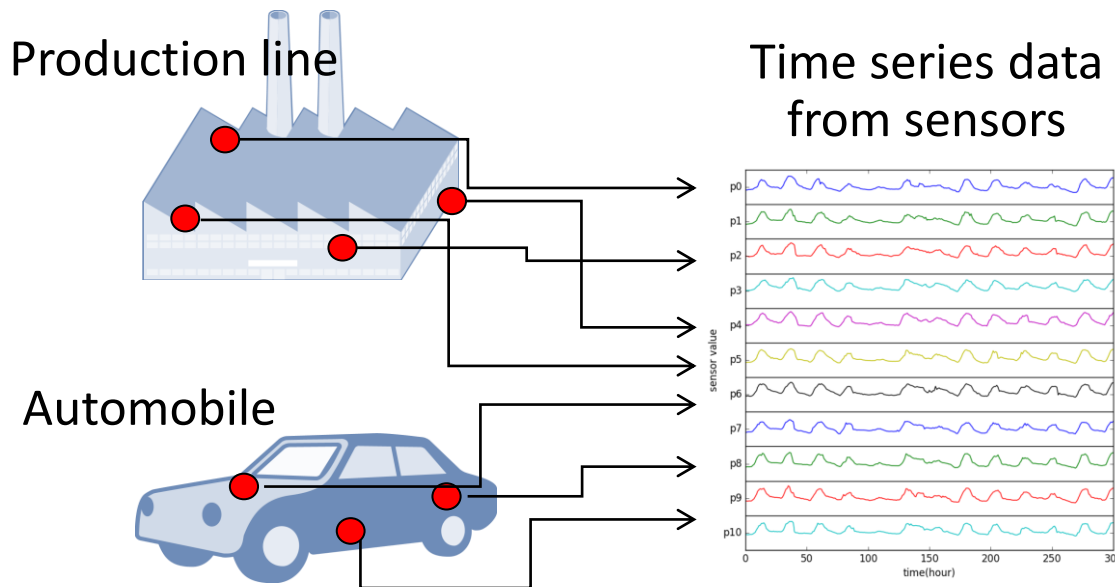 Production line
Time series data
from sensors
Automobile
p0
p1
p2
p3
p4
p5
p6
p7
p8
p9
p10
sensor value
0 50 100 150 200 250 300
time(hour)